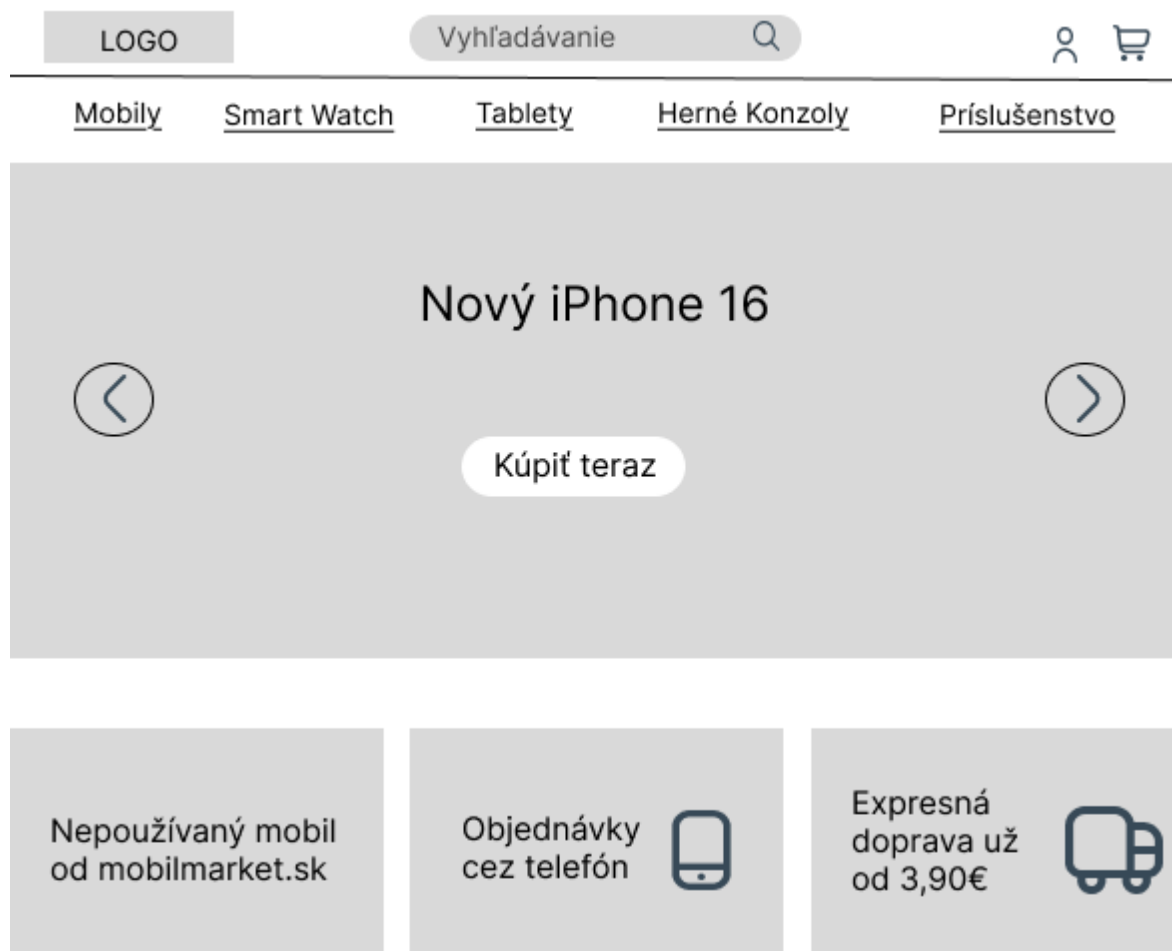 LOGO
Vyhľadávanie
Mobily
Smart Watch
Tablety
Herné Konzoly
Príslušenstvo
Nový iPhone 16
Kúpiť teraz
Nepoužívaný mobil
od mobilmarket.sk
Objednávky
cez telefón
Expresná
doprava už
od 3,90€